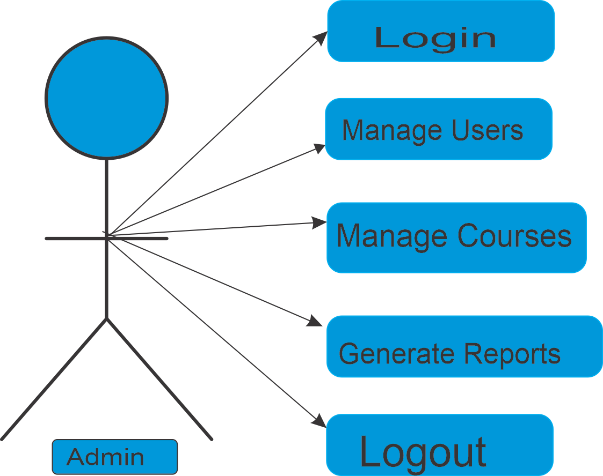 Login
Manage Users
Manage Courses
Generate Reports
Logout
Admin